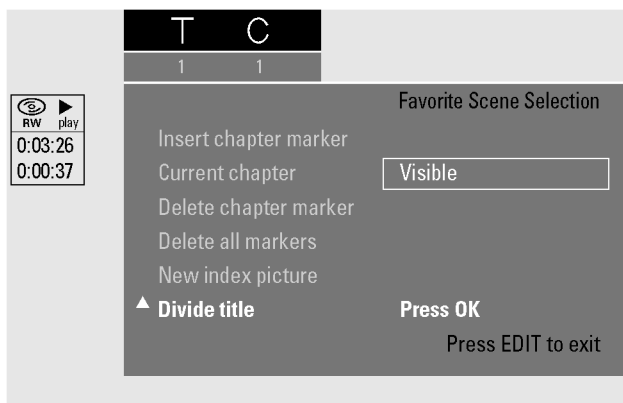 T C
1 1
RW play
0:03:26
0:00:37
Favorite Scene Selection
Insert chapter marker
Current chapter Visible
Delete chapter marker
Delete all markers
New index picture
Divide title Press OK
Press EDIT to exit